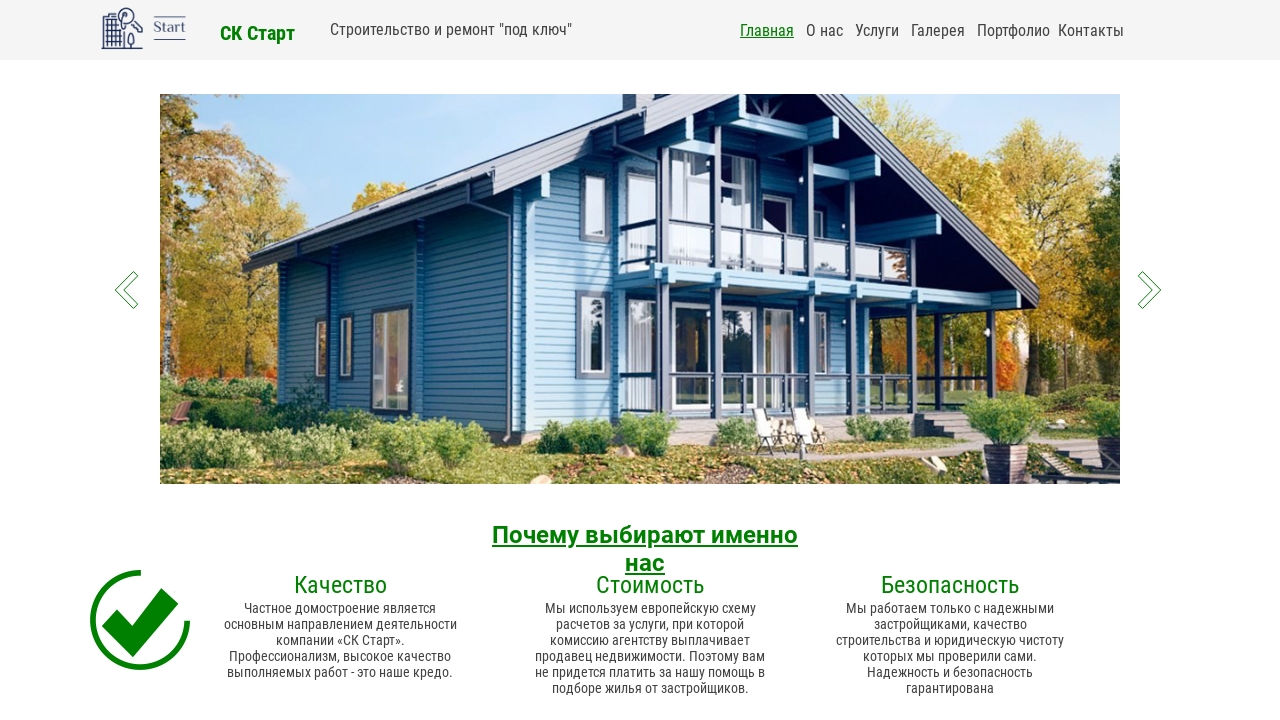 Start
СК Старт
Строительство и ремонт "под ключ"
Главная О нас Услуги Галерея Портфолио Контакты
Почему выбирают именно
нас
Качество
Частное домостроение является
основным направлением деятельности
компании «СК Старт».
Профессионализм, высокое качество
выполняемых работ - это наше кредо.
Стоимость
Мы используем европейскую схему
расчетов за услуги, при которой
комиссию агентству выплачивает
продавец недвижимости. Поэтому вам
не придется платить за нашу помощь в
подборе жилья от застройщиков.
Безопасность
Мы работаем только с надежными
застройщиками, качество
строительства и юридическую чистоту
которых мы проверили сами.
Надежность и безопасность
гарантирована